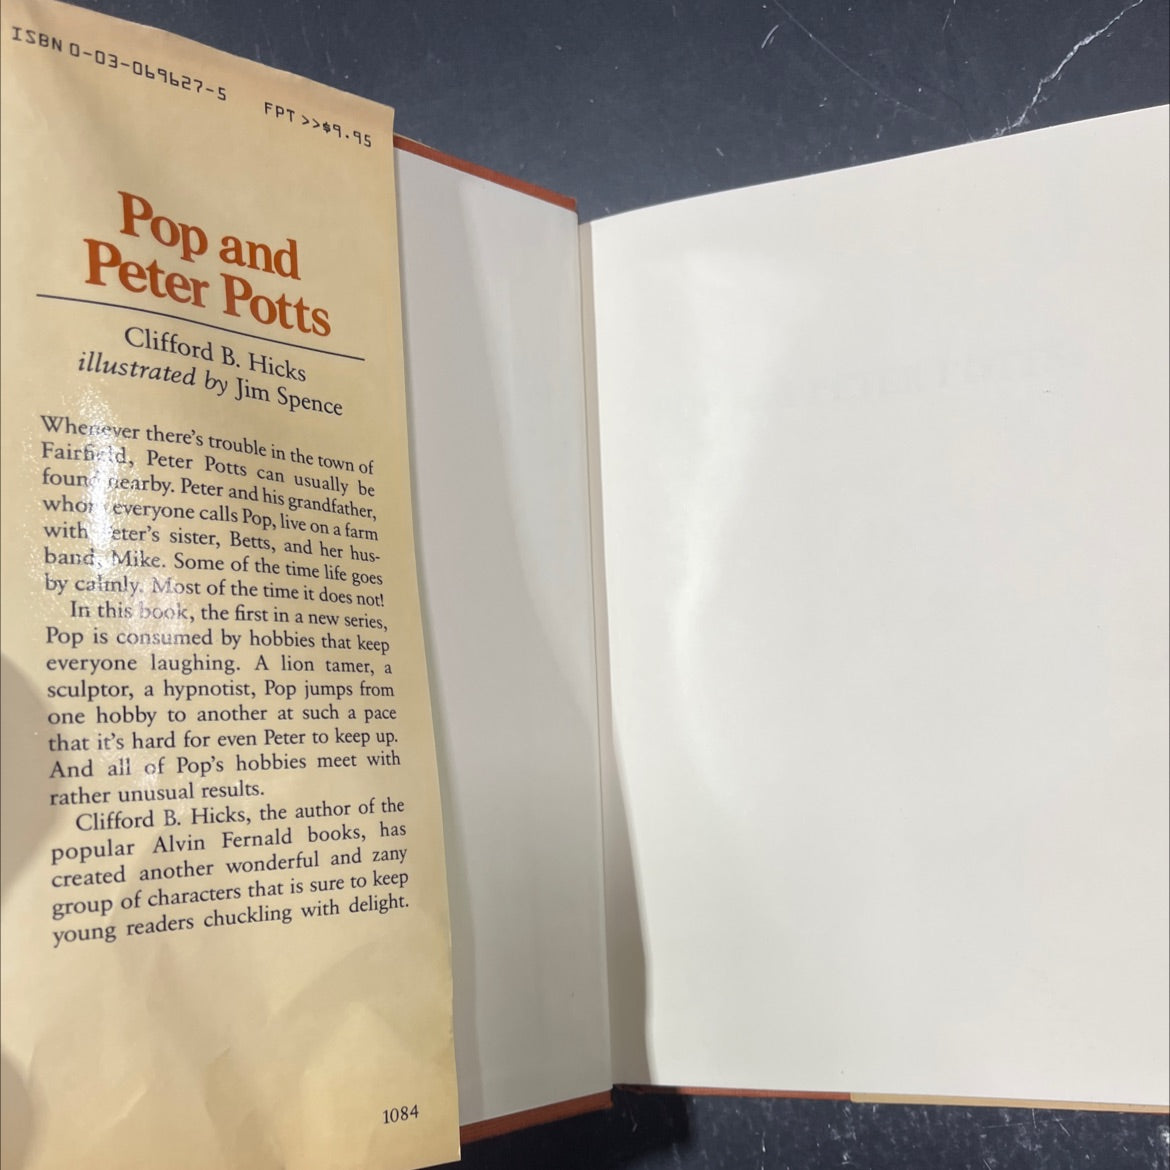 ISBN 0-03-069627-5 FPT >>$9.95
Pop and
Peter Potts
Clifford B. Hicks
illustrated by Jim Spence
Whenever there's trouble in the town of
Fairfield, Peter Potts can usually be
found nearby. Peter and his grandfather,
whom everyone calls Pop, live on a farm
with Peter's sister, Betts, and her hus-
band, Mike. Some of the time life goes
by calmly. Most of the time it does not!
In this book, the first in a new series,
Pop is consumed by hobbies that keep
everyone laughing. A lion tamer, a
sculptor, a hypnotist, Pop jumps from
one hobby to another at such a pace
that it's hard for even Peter to keep up.
And all of Pop's hobbies meet with
rather unusual results.
Clifford B. Hicks, the author of the
popular Alvin Fernald books, has
created another wonderful and zany
group of characters that is sure to keep
young readers chuckling with delight.
1084